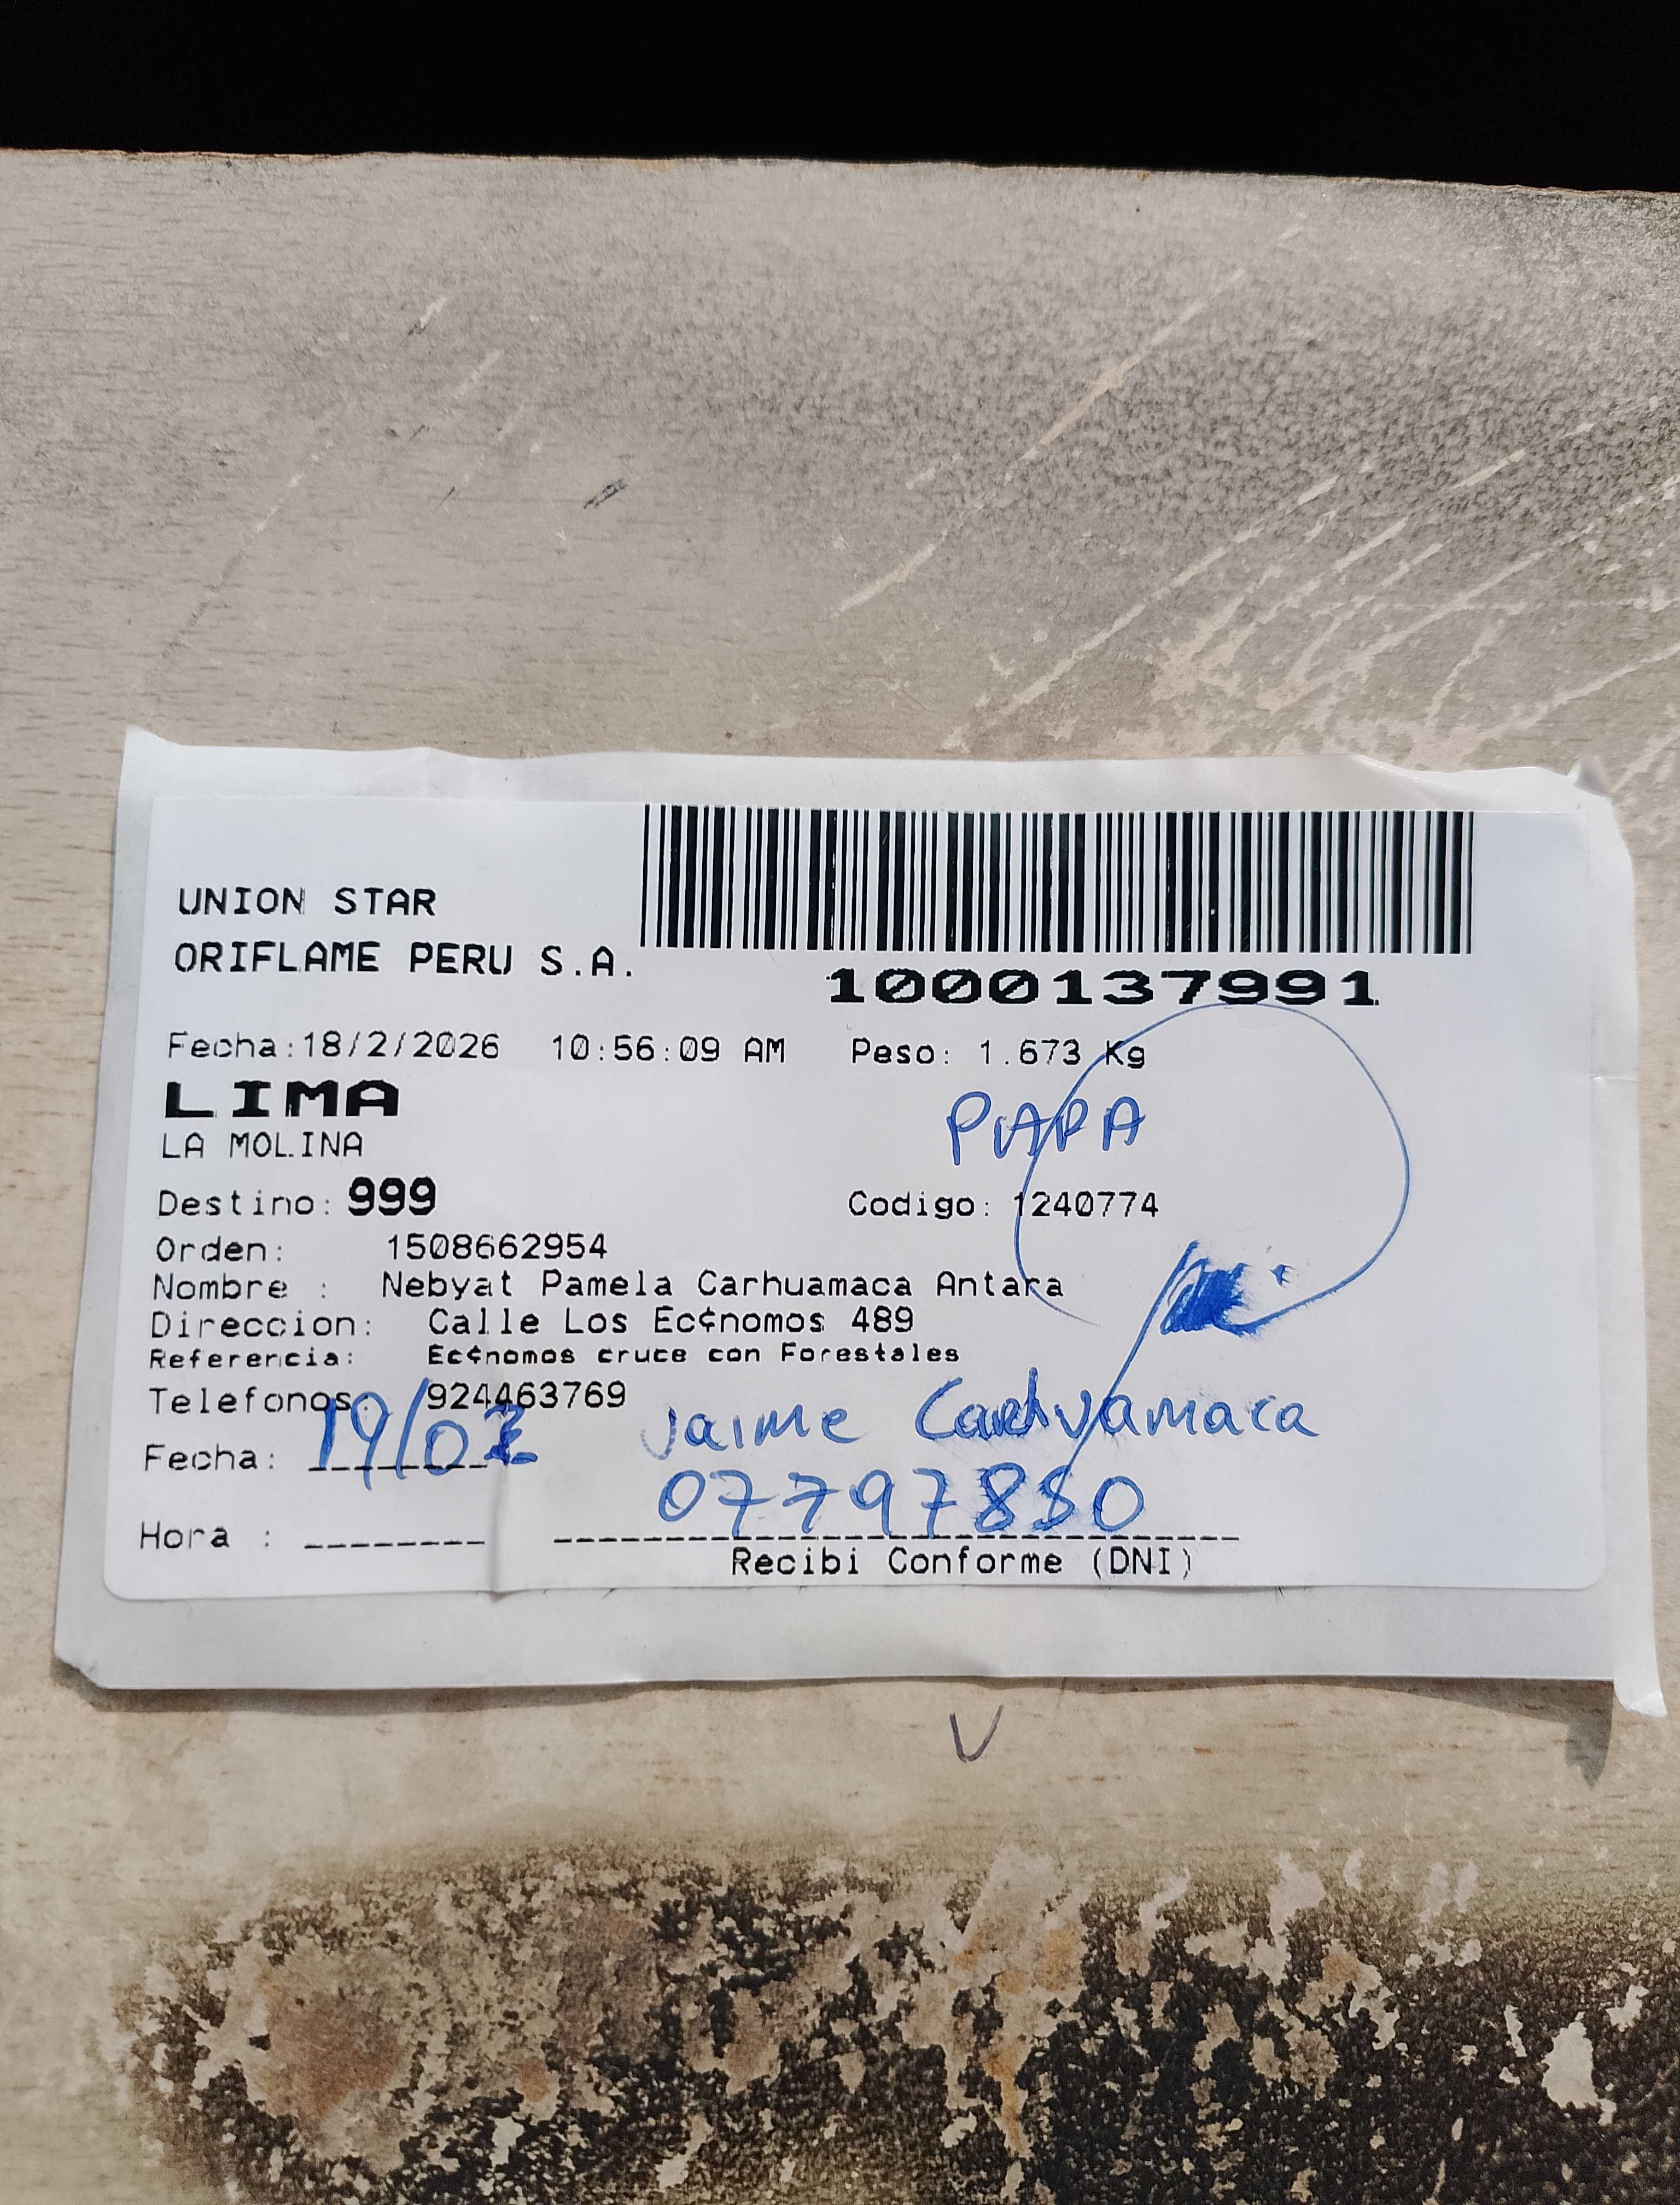 UNION STAR
ORIFLAME PERU S.A.
1000137991
Fecha:18/2/2026 10:56:09 AM Peso: 1.673 Kg
LIMA
PAPA
LA MOLINA
Destino: 999 Codigo: 1240774
Orden: 1508662954
Nombre : Nebyat Pamela Carhuamaca Antara
Direccion: Calle Los Ec¢nomos 489
Referencia: Ec¢nomos cruce con Forestales
Telefonos: 924463769
Jaime Carhuamaca
Fecha: 19/02
07797850
Hora :
Recibi Conforme (DNI)